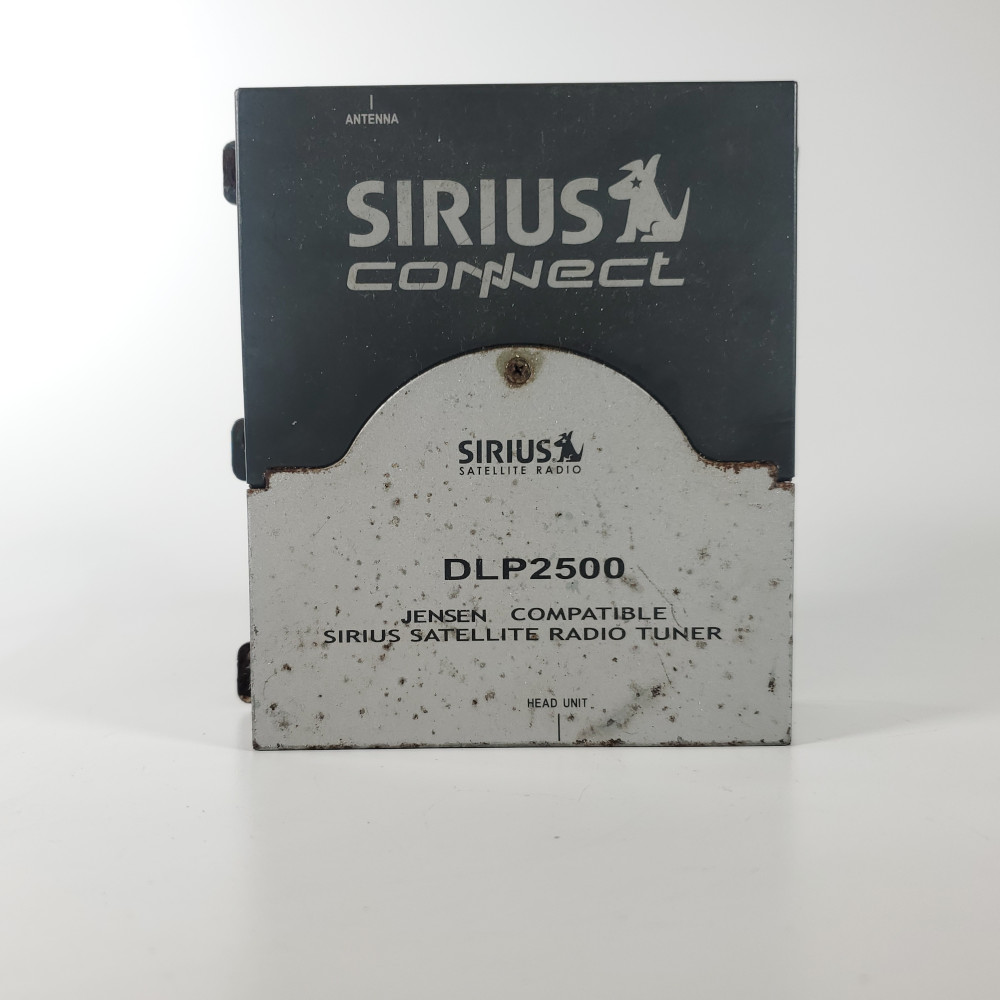 ANTENNA
SIRIUS
connect
SIRIUS
SATELLITE RADIO
DLP2500
JENSEN COMPATIBLE
SIRIUS SATELLITE RADIO TUNER
HEAD UNIT